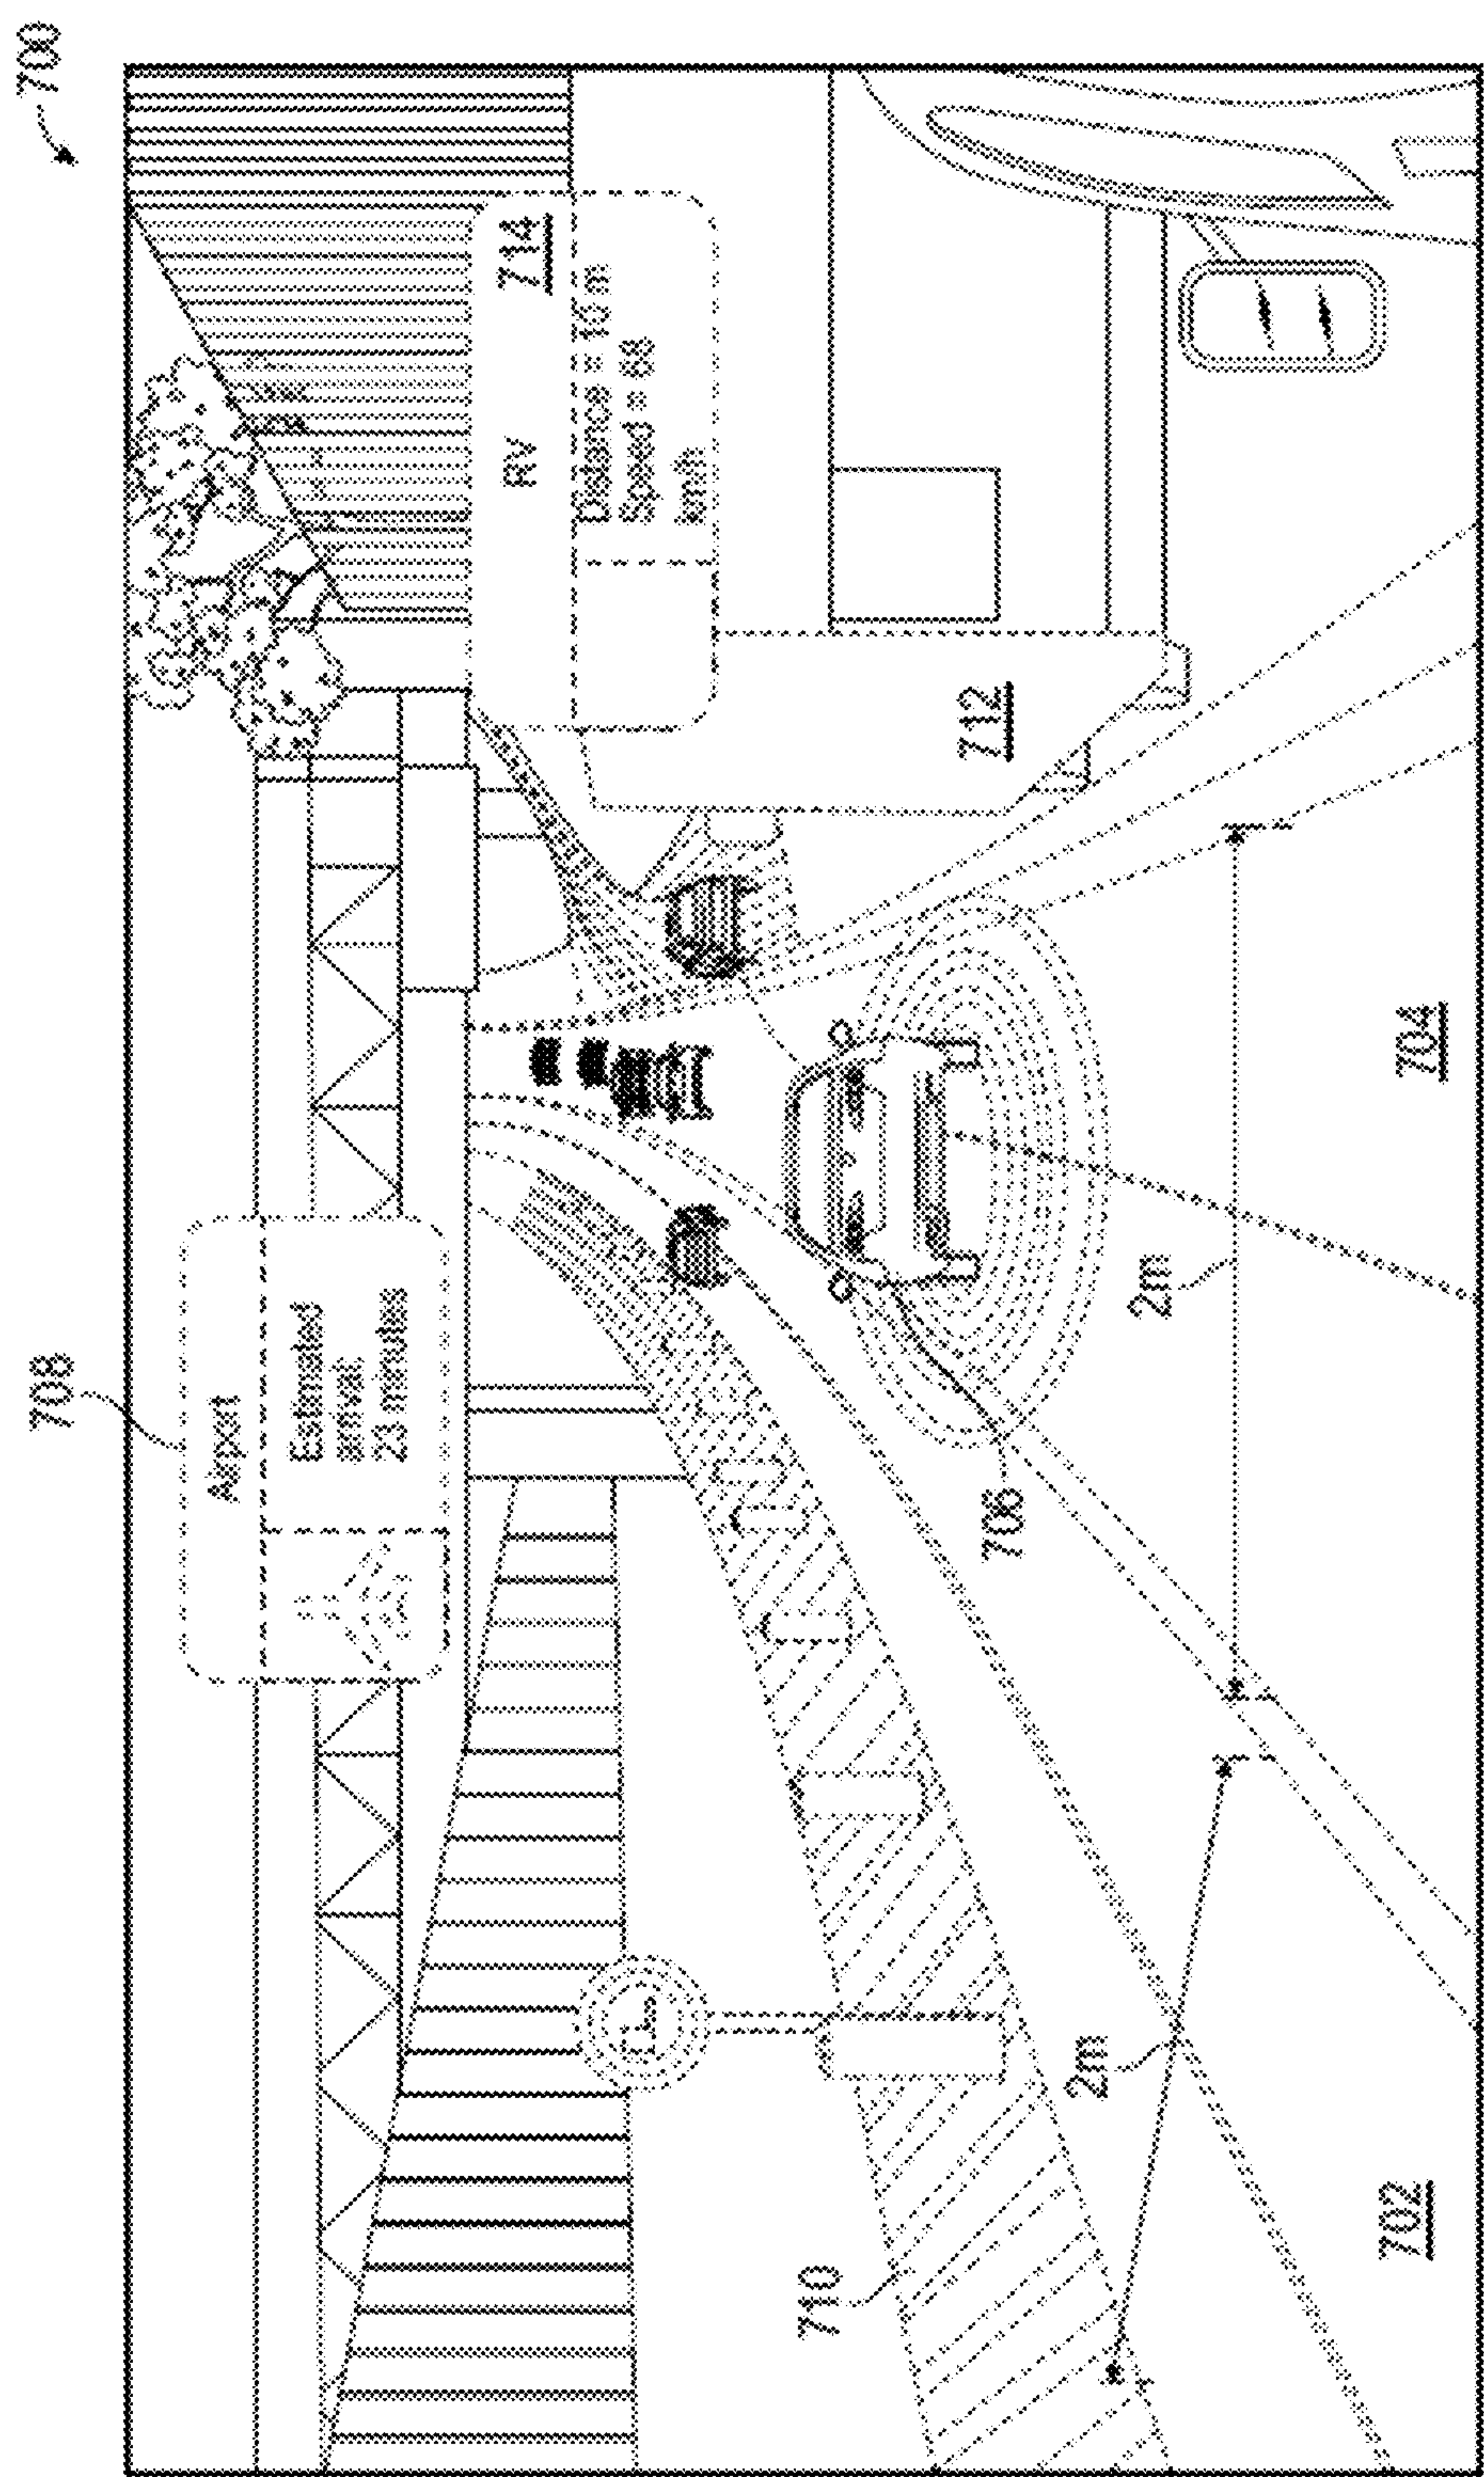 700
708
Airport
Estimated
arrival:
23 minutes
714
RV
Distance = 10 m
Speed = 68
km/h
712
706
710
2m
2m
702
704